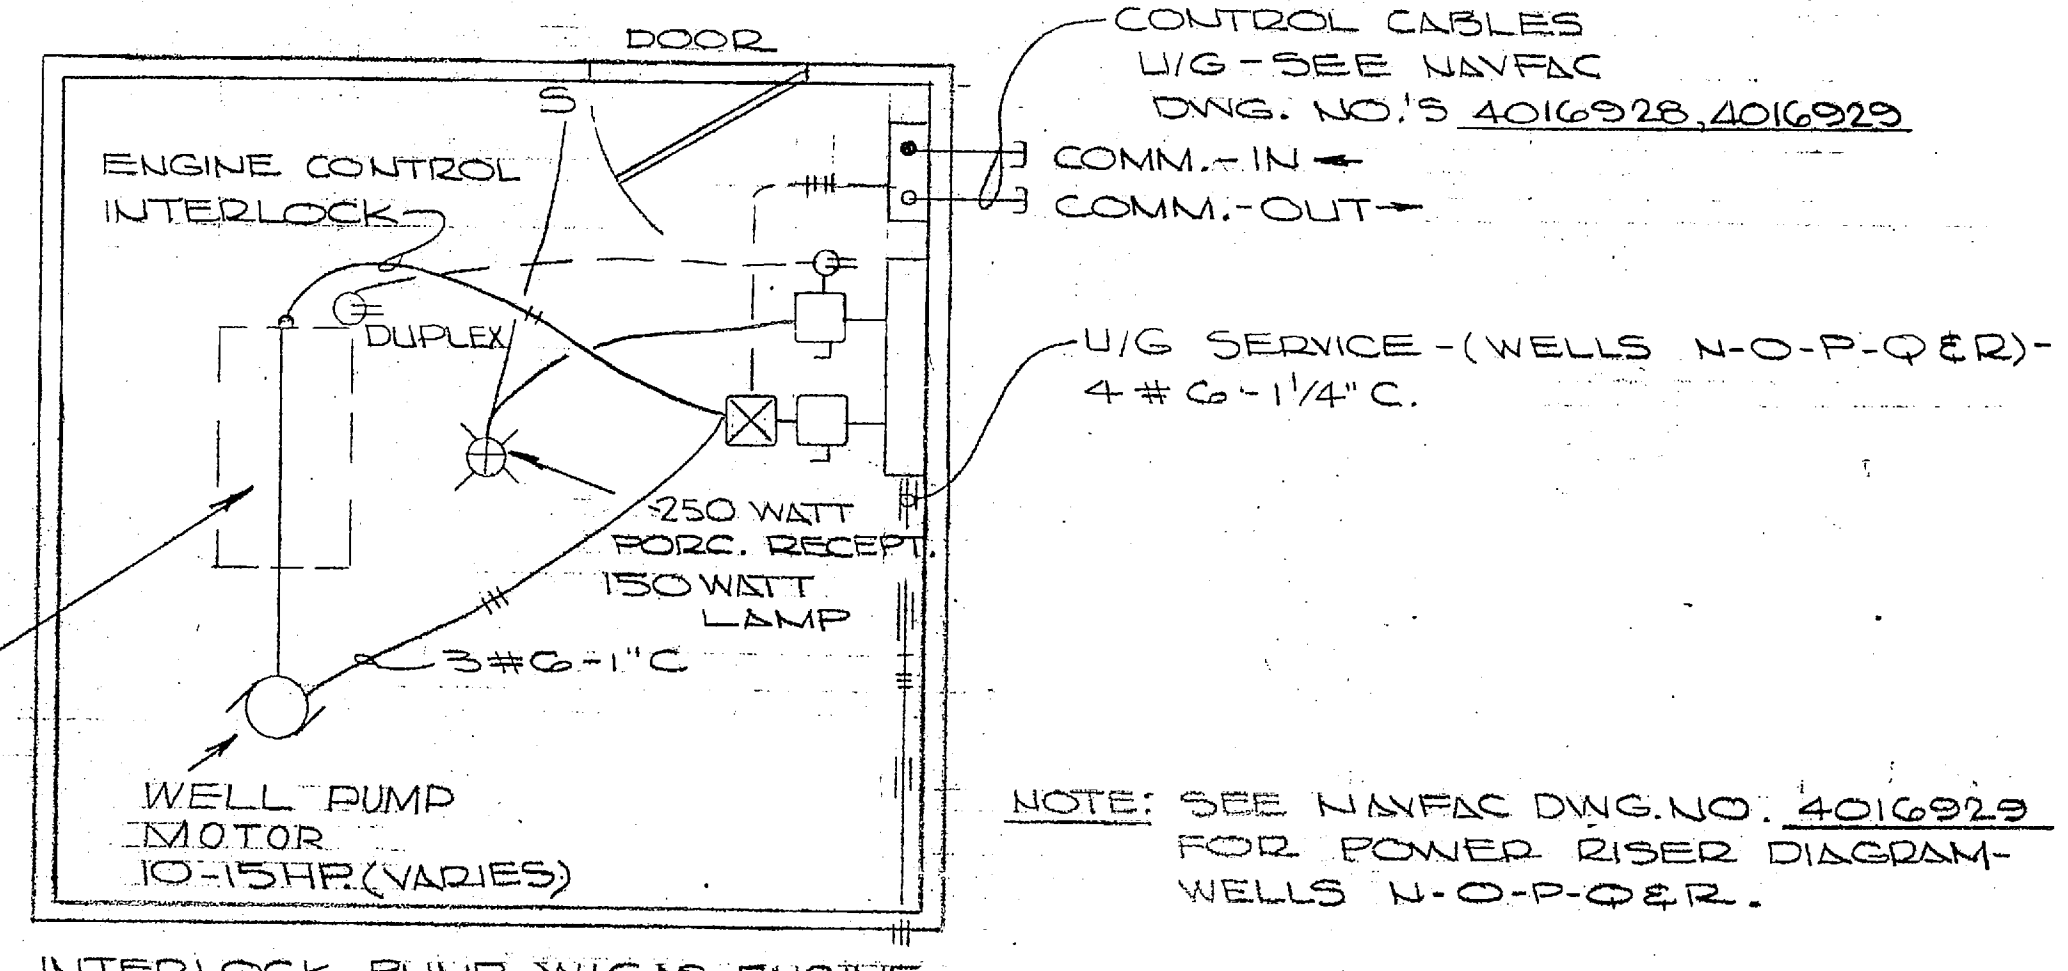 DOOR
S
CONTROL CABLES
U/G - SEE NAVFAC
DWG. NO.'S 4016928, 4016929
ENGINE CONTROL
INTERLOCK
COMM. - IN
COMM. - OUT
DUPLEX
U/G SERVICE - (WELLS N-O-P-Q & R) -
4 # 6 - 1 1/4" C.
250 WATT
PORC. RECEPT.
150 WATT
LAMP
3 # 6 - 1" C
WELL PUMP
MOTOR
10-15 HP. (VARIES)
NOTE: SEE NAVFAC DWG. NO. 4016929
FOR POWER RISER DIAGRAM-
WELLS N-O-P-Q & R.
INTERLOCK PUMP